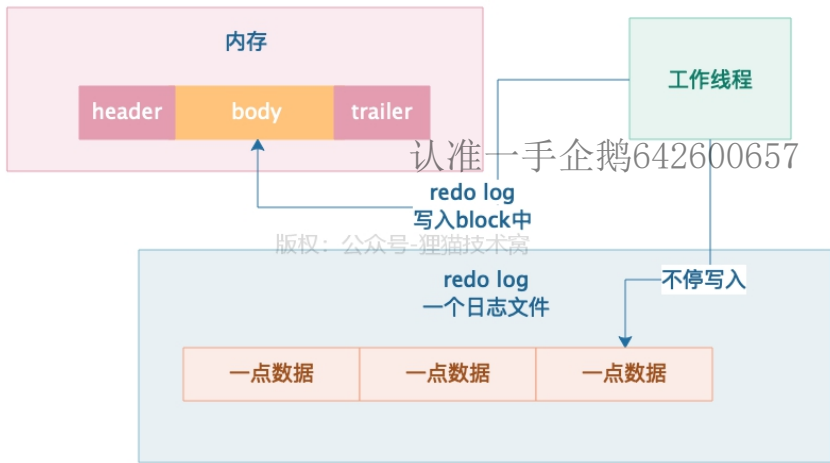 内存
工作线程
header body trailer
认准一手企鹅642600657
redo log
写入block中
版权：公众号-狸猫技术窝
redo log
一个日志文件
不停写入
一点数据 一点数据 一点数据